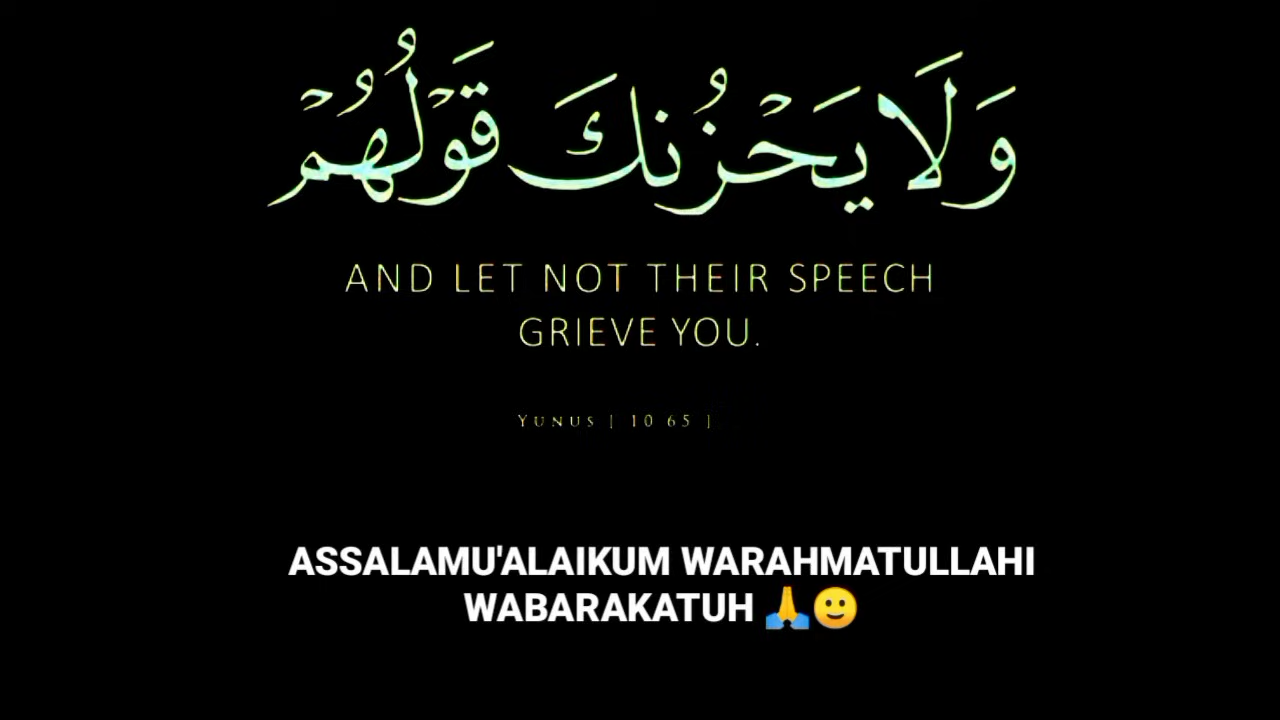 وَلَا يَحْزُنكَ قَوْلُهُمْ
AND LET NOT THEIR SPEECH
GRIEVE YOU.
YUNUS [ 10 65 ]
ASSALAMU'ALAIKUM WARAHMATULLAHI
WABARAKATUH 🙏🙂